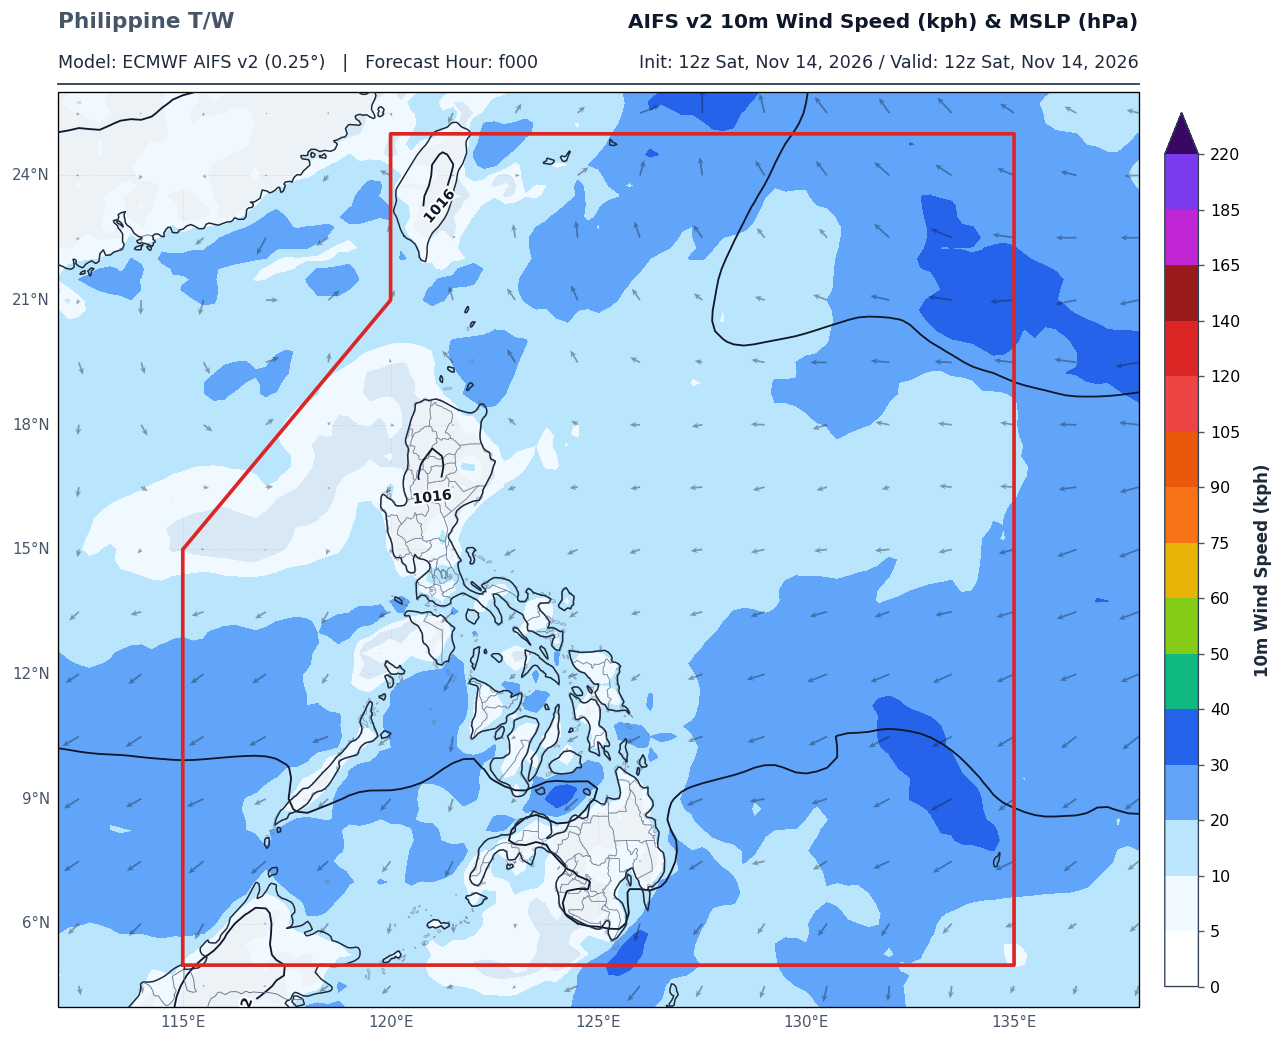 Philippine T/W
AIFS v2 10m Wind Speed (kph) & MSLP (hPa)
Model: ECMWF AIFS v2 (0.25°) | Forecast Hour: f000
Init: 12z Sat, Nov 14, 2026 / Valid: 12z Sat, Nov 14, 2026
24°N
21°N
18°N
15°N
12°N
9°N
6°N
115°E
120°E
125°E
130°E
135°E
1016
1016
2
220
185
165
140
120
105
90
75
60
50
40
30
20
10
5
0
10m Wind Speed (kph)